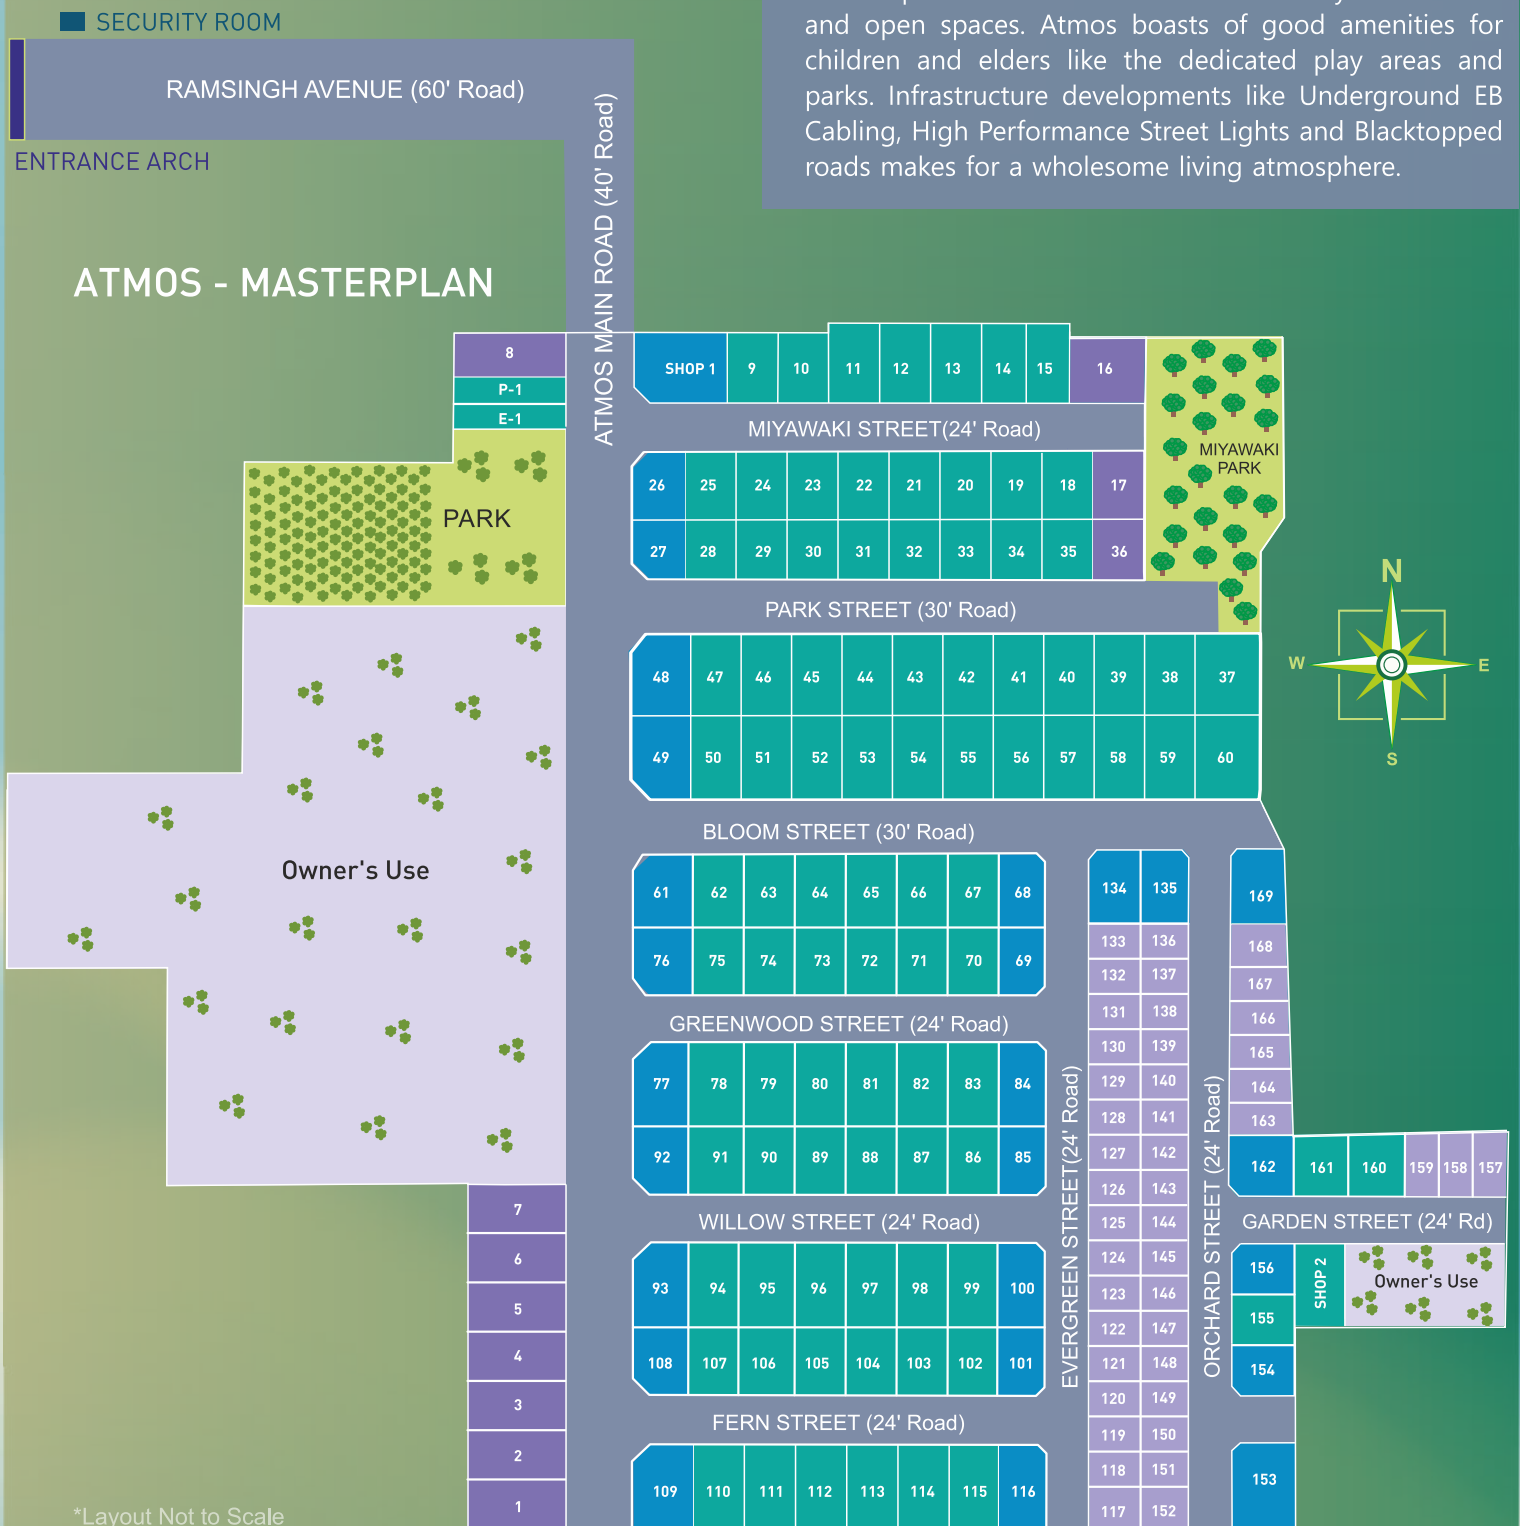 SECURITY ROOM
and open spaces. Atmos boasts of good amenities for
children and elders like the dedicated play areas and
parks. Infrastructure developments like Underground EB
Cabling, High Performance Street Lights and Blacktopped
roads makes for a wholesome living atmosphere.
RAMSINGH AVENUE (60' Road)
ENTRANCE ARCH
ATMOS MAIN ROAD (40' Road)
ATMOS - MASTERPLAN
8
P-1
E-1
SHOP 1 9 10 11 12 13 14 15 16
MIYAWAKI STREET(24' Road)
MIYAWAKI
PARK
26 25 24 23 22 21 20 19 18 17
PARK
27 28 29 30 31 32 33 34 35 36
N
W E
S
PARK STREET (30' Road)
48 47 46 45 44 43 42 41 40 39 38 37
49 50 51 52 53 54 55 56 57 58 59 60
BLOOM STREET (30' Road)
Owner's Use
61 62 63 64 65 66 67 68
76 75 74 73 72 71 70 69
GREENWOOD STREET (24' Road)
77 78 79 80 81 82 83 84
92 91 90 89 88 87 86 85
WILLOW STREET (24' Road)
93 94 95 96 97 98 99 100
108 107 106 105 104 103 102 101
FERN STREET (24' Road)
109 110 111 112 113 114 115 116
EVERGREEN STREET(24' Road)
134 135
133 136
132 137
131 138
130 139
129 140
128 141
127 142
126 143
125 144
124 145
123 146
122 147
121 148
120 149
119 150
118 151
117 152
ORCHARD STREET (24' Road)
169
168
167
166
165
164
163
162 161 160 159 158 157
GARDEN STREET (24' Rd)
156
155
154
153
SHOP 2
Owner's Use
7
6
5
4
3
2
1
*Layout Not to Scale